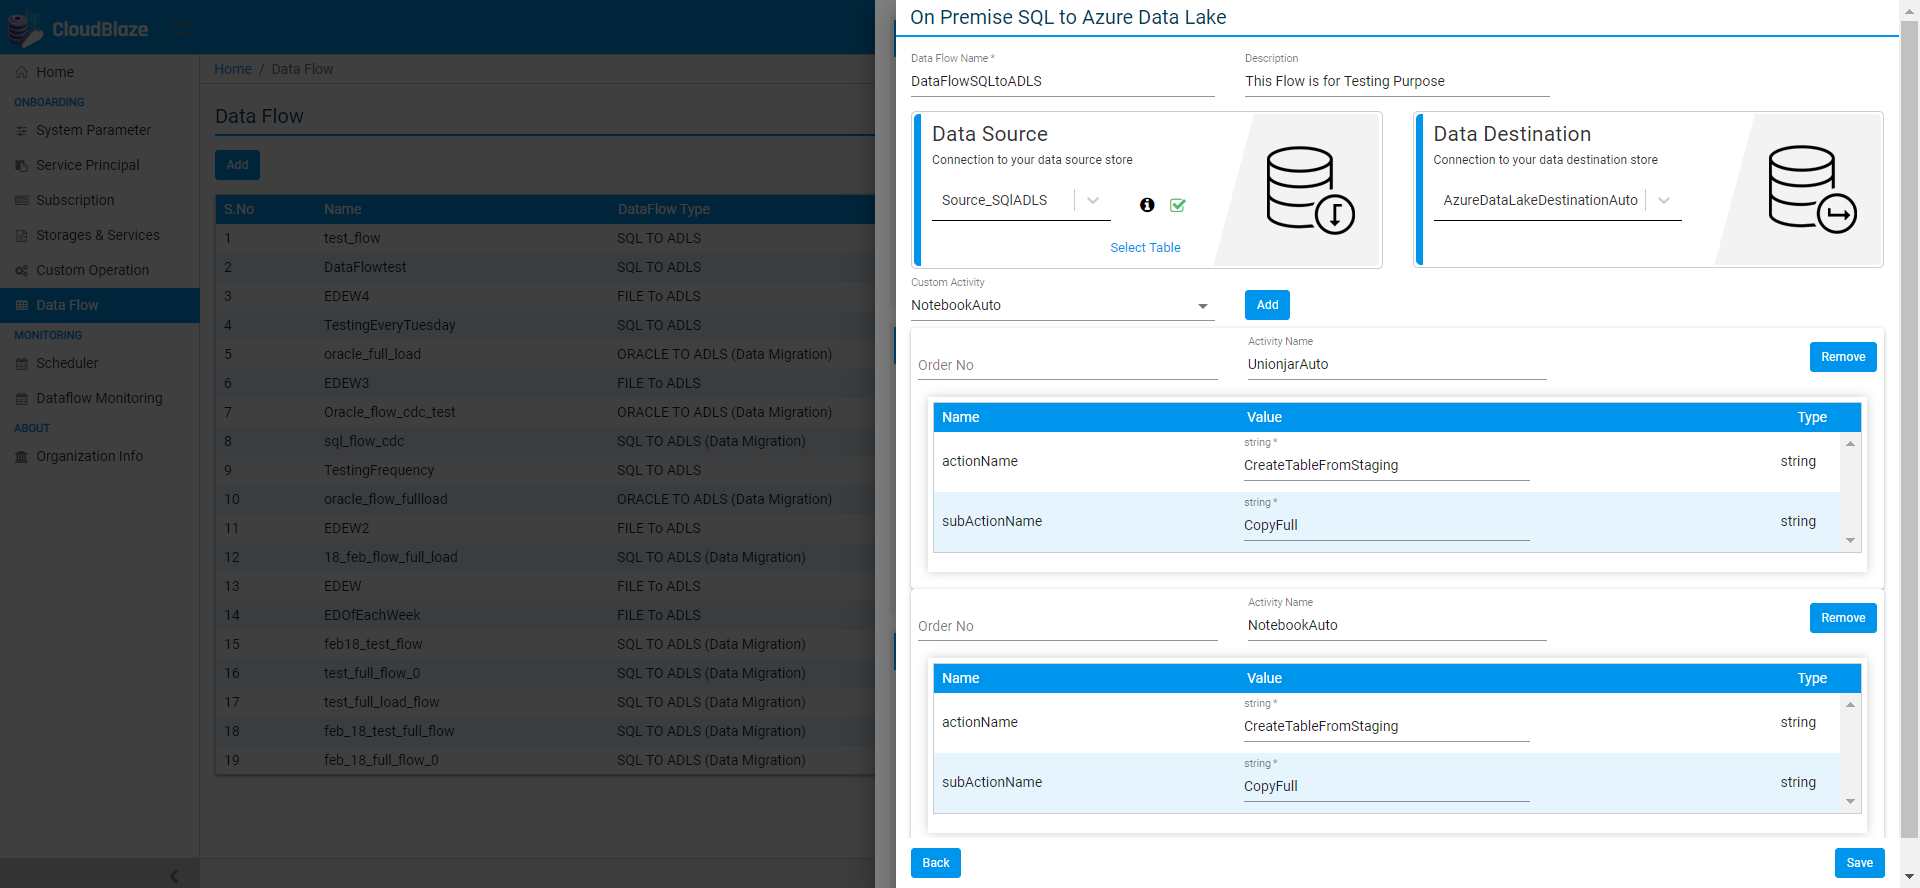 CloudBlaze
Home
ONBOARDING
System Parameter
Service Principal
Subscription
Storages & Services
Custom Operation
Data Flow
MONITORING
Scheduler
Dataflow Monitoring
ABOUT
Organization Info
Home / Data Flow
Data Flow
Add
S.No Name DataFlow Type
1 test_flow SQL TO ADLS
2 DataFlowtest SQL TO ADLS
3 EDEW4 FILE To ADLS
4 TestingEveryTuesday SQL TO ADLS
5 oracle_full_load ORACLE TO ADLS (Data Migration)
6 EDEW3 FILE To ADLS
7 Oracle_flow_cdc_test ORACLE TO ADLS (Data Migration)
8 sql_flow_cdc SQL TO ADLS (Data Migration)
9 TestingFrequency SQL TO ADLS
10 oracle_flow_fullload ORACLE TO ADLS (Data Migration)
11 EDEW2 FILE To ADLS
12 18_feb_flow_full_load SQL TO ADLS (Data Migration)
13 EDEW FILE To ADLS
14 EDOfEachWeek FILE To ADLS
15 feb18_test_flow SQL TO ADLS (Data Migration)
16 test_full_flow_0 SQL TO ADLS (Data Migration)
17 test_full_load_flow SQL TO ADLS (Data Migration)
18 feb_18_test_full_flow SQL TO ADLS (Data Migration)
19 feb_18_full_flow_0 SQL TO ADLS (Data Migration)
On Premise SQL to Azure Data Lake
Data Flow Name * Description
DataFlowSQLtoADLS This Flow is for Testing Purpose
Data Source
Connection to your data source store
Source_SQlADLS
Select Table
Data Destination
Connection to your data destination store
AzureDataLakeDestinationAuto
Custom Activity
NotebookAuto Add
Order No Activity Name
UnionjarAuto
Remove
Name Value Type
actionName string * CreateTableFromStaging string
subActionName string * CopyFull string
Order No Activity Name
NotebookAuto
Remove
Name Value Type
actionName string * CreateTableFromStaging string
subActionName string * CopyFull string
Back Save